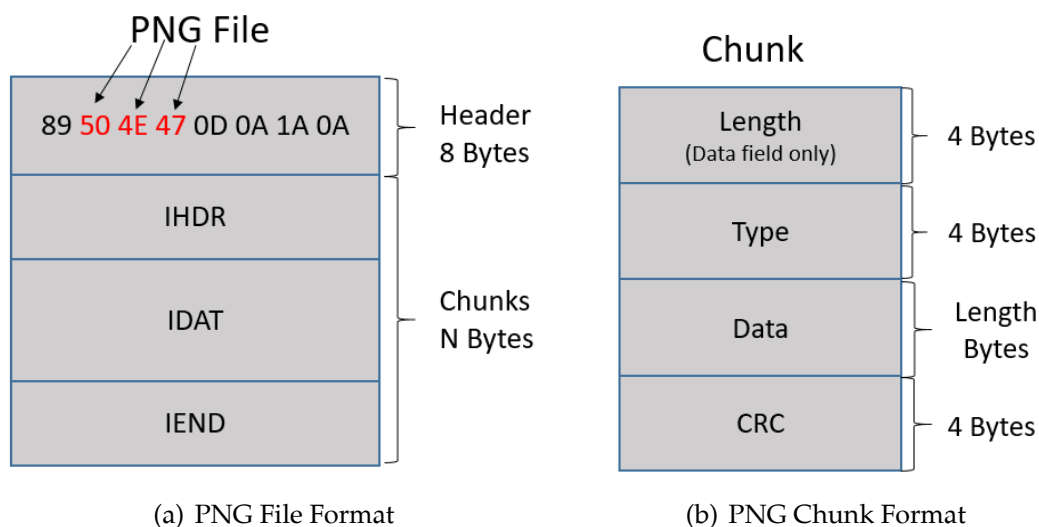 PNG File
89 50 4E 47 0D 0A 1A 0A
Header
8 Bytes
IHDR
IDAT
IEND
Chunks
N Bytes
(a) PNG File Format
Chunk
Length
(Data field only)
4 Bytes
Type
4 Bytes
Data
Length
Bytes
CRC
4 Bytes
(b) PNG Chunk Format